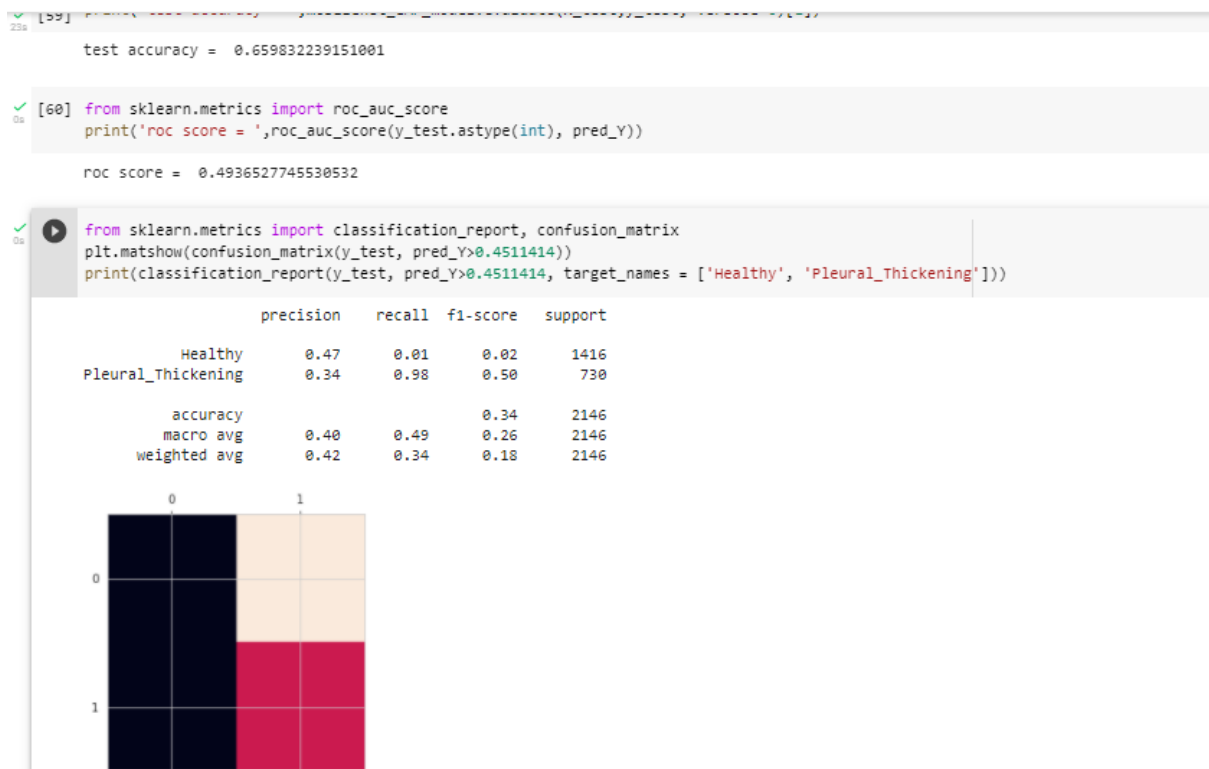 [59]
23s
test accuracy =  0.659832239151001
[60] from sklearn.metrics import roc_auc_score
0s
print('roc score = ',roc_auc_score(y_test.astype(int), pred_Y))
roc score =  0.4936527745530532
from sklearn.metrics import classification_report, confusion_matrix
0s
plt.matshow(confusion_matrix(y_test, pred_Y>0.4511414))
print(classification_report(y_test, pred_Y>0.4511414, target_names = ['Healthy', 'Pleural_Thickening']))
precision    recall  f1-score   support
Healthy       0.47      0.01      0.02      1416
Pleural_Thickening       0.34      0.98      0.50       730
accuracy                           0.34      2146
macro avg       0.40      0.49      0.26      2146
weighted avg       0.42      0.34      0.18      2146
0 1
0
1